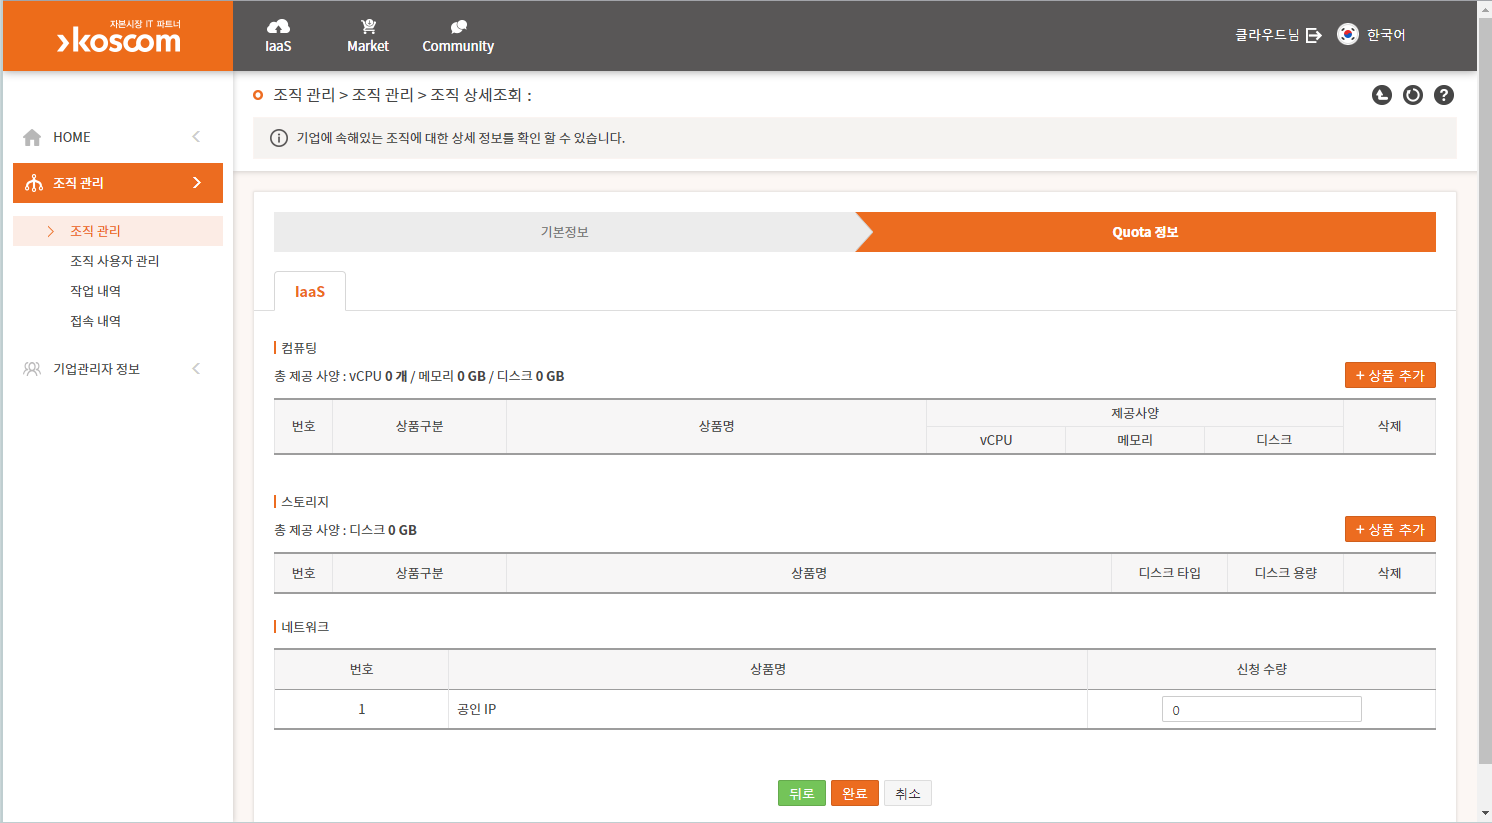 자본시장 IT 파트너
koscom
IaaS
Market
Community
클라우드님
한국어
HOME
조직 관리
조직 관리
조직 사용자 관리
작업 내역
접속 내역
기업관리자 정보
조직 관리 > 조직 관리 > 조직 상세조회 :
기업에 속해있는 조직에 대한 상세 정보를 확인 할 수 있습니다.
기본정보
Quota 정보
IaaS
컴퓨팅
총 제공 사양 : vCPU 0 개 / 메모리 0 GB / 디스크 0 GB
+ 상품 추가
번호
상품구분
상품명
제공사양
vCPU
메모리
디스크
삭제
스토리지
총 제공 사양 : 디스크 0 GB
+ 상품 추가
번호
상품구분
상품명
디스크 타입
디스크 용량
삭제
네트워크
번호
상품명
신청 수량
1
공인 IP
0
뒤로
완료
취소